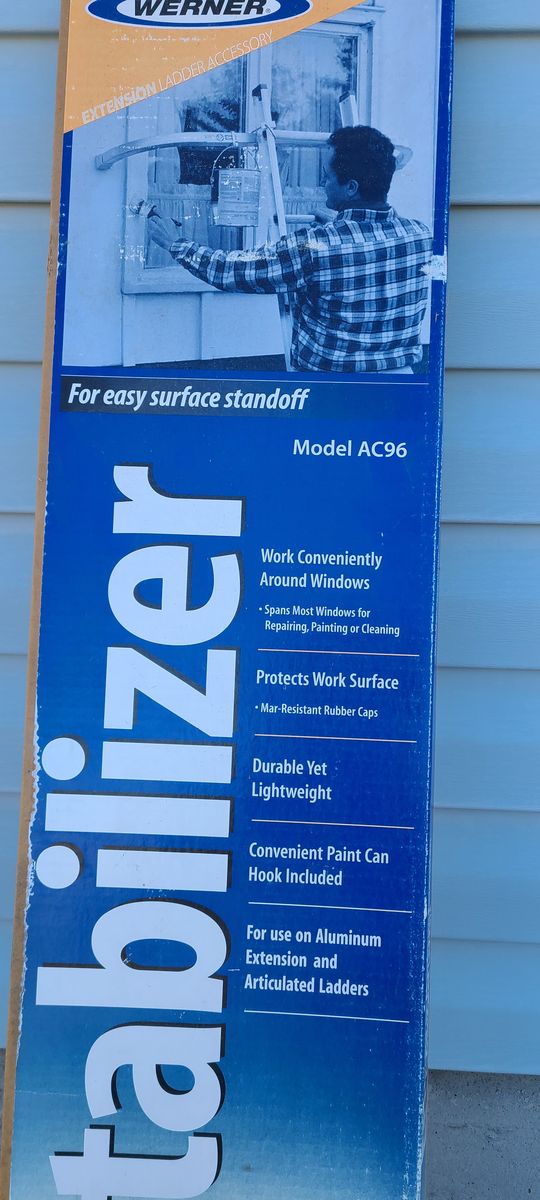 WERNER®
EXTENSION LADDER ACCESSORY
For easy surface standoff
Model AC96
tabilizer
Work Conveniently
Around Windows
• Spans Most Windows for
Repairing, Painting or Cleaning
Protects Work Surface
• Mar-Resistant Rubber Caps
Durable Yet
Lightweight
Convenient Paint Can
Hook Included
For use on Aluminum
Extension and
Articulated Ladders